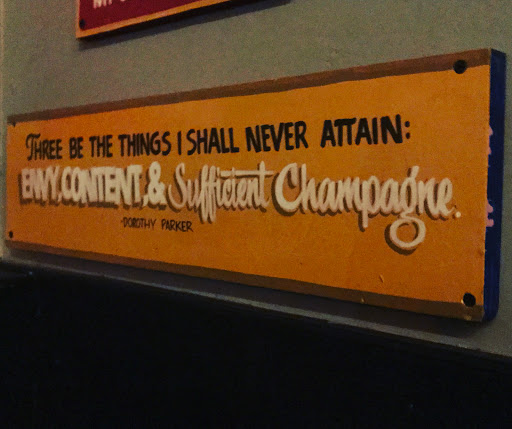 THREE BE THE THINGS I SHALL NEVER ATTAIN:
ENVY, CONTENT, & Sufficient Champagne.
-DOROTHY PARKER